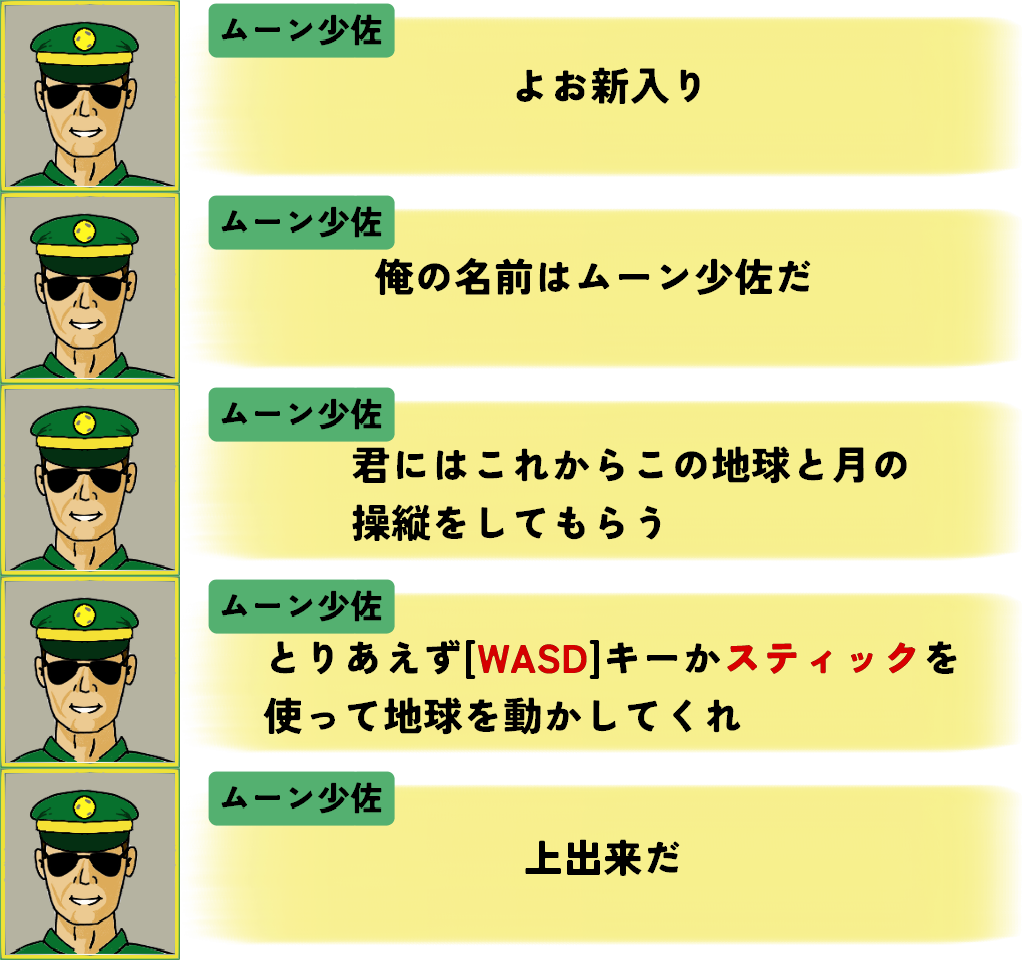 ムーン少佐
よお新入り
ムーン少佐
俺の名前はムーン少佐だ
ムーン少佐
君にはこれからこの地球と月の
操縦をしてもらう
ムーン少佐
とりあえず[WASD]キーかスティックを
使って地球を動かしてくれ
ムーン少佐
上出来だ